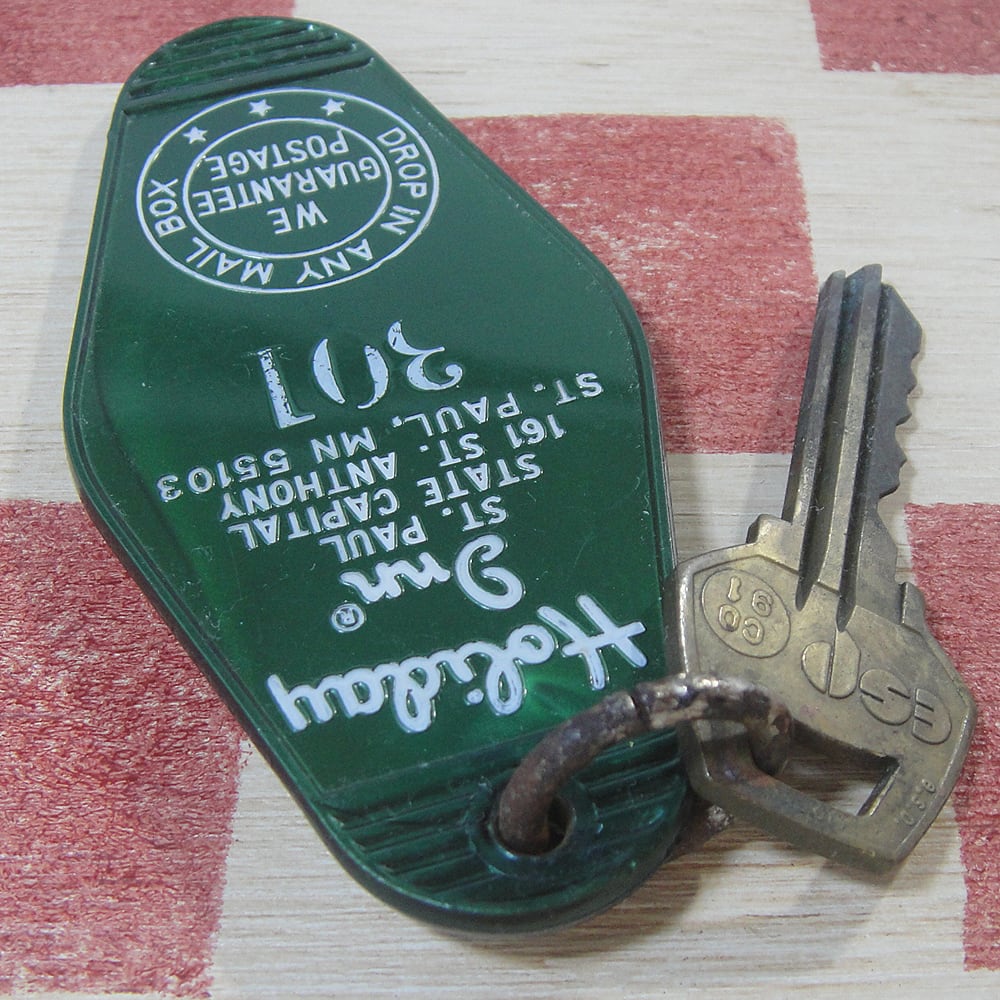 Holiday
Inn®
ST. PAUL
STATE CAPITAL
161 ST. ANTHONY
ST. PAUL, MN 55103
307
DROP IN ANY MAIL BOX
WE
GUARANTEE
POSTAGE
ESP
CO
91